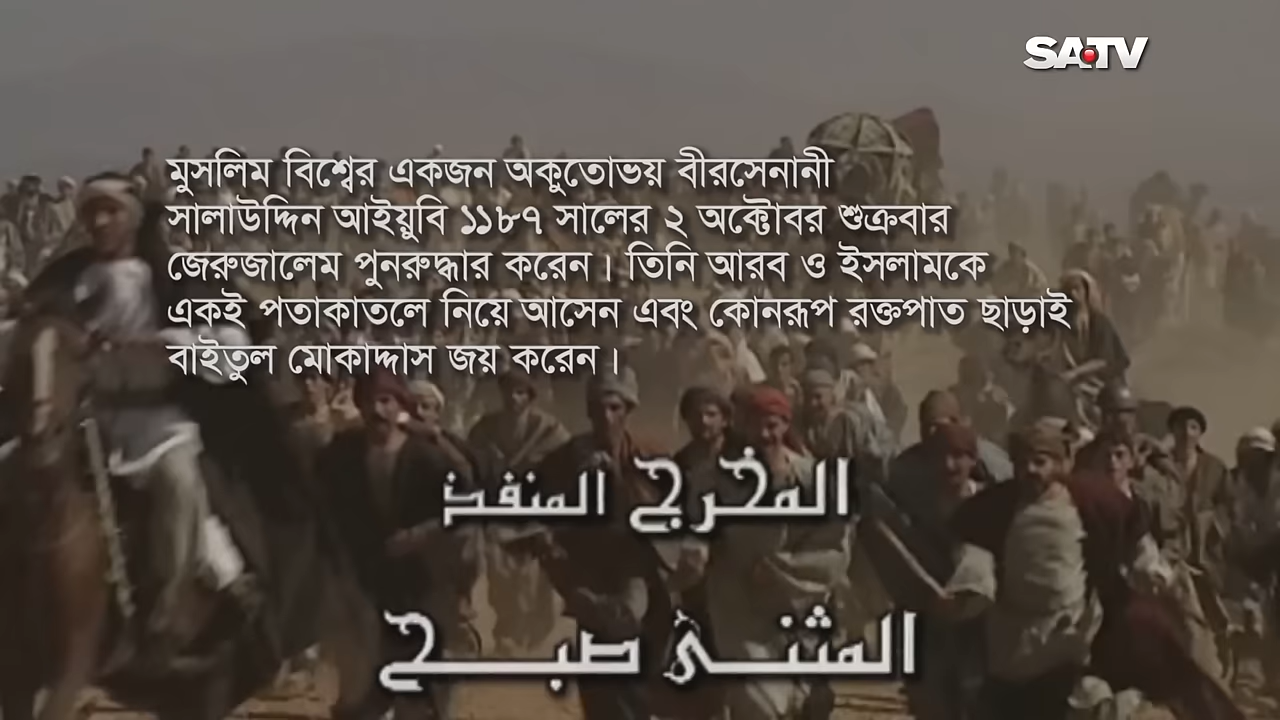 SATV
মুসলিম বিশ্বের একজন অকুতোভয় বীরসেনানী
সালাউদ্দিন আইয়ুবি ১১৮৭ সালের ২ অক্টোবর শুক্রবার
জেরুজালেম পুনরুদ্ধার করেন। তিনি আরব ও ইসলামকে
একই পতাকাতলে নিয়ে আসেন এবং কোনরূপ রক্তপাত ছাড়াই
বাইতুল মোকাদ্দাস জয় করেন।
المخرج المنفذ
المثنى صبح